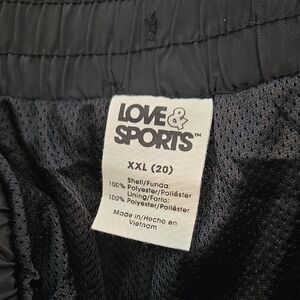 LOVE &
SPORTS™
XXL (20)
Shell/Funda:
100% Polyester/Poliéster
Lining/Forro:
100% Polyester/Poliéster
Made in/Hecho en
Vietnam